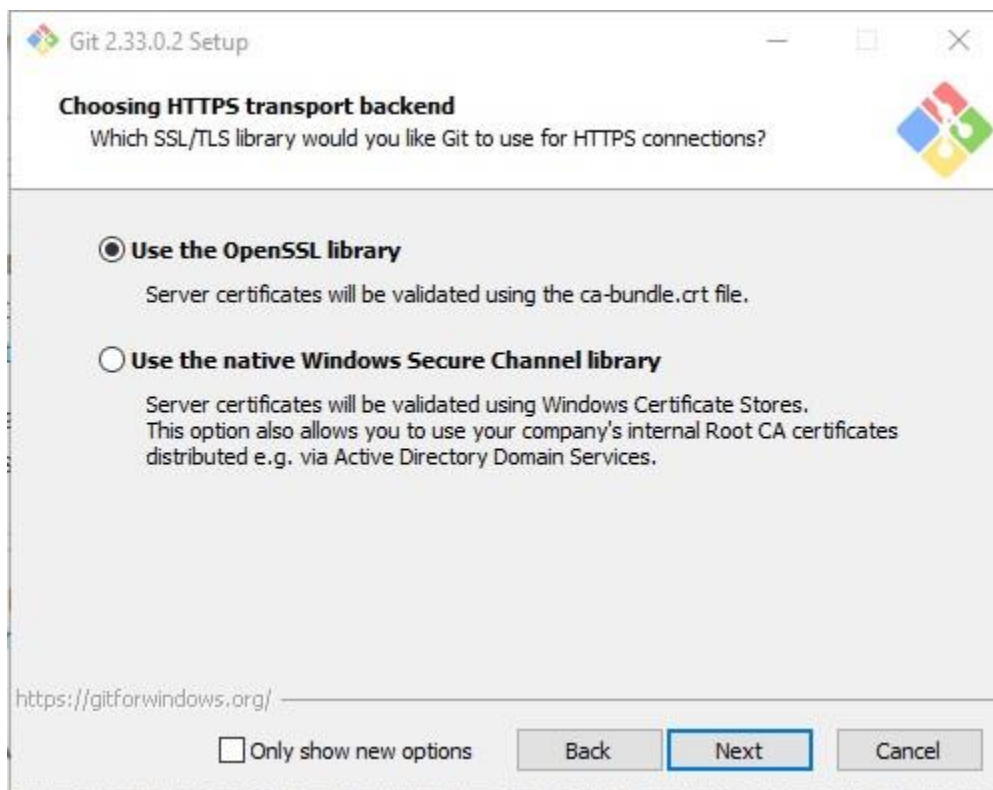 Git 2.33.0.2 Setup
Choosing HTTPS transport backend
Which SSL/TLS library would you like Git to use for HTTPS connections?
Use the OpenSSL library
Server certificates will be validated using the ca-bundle.crt file.
Use the native Windows Secure Channel library
Server certificates will be validated using Windows Certificate Stores.
This option also allows you to use your company's internal Root CA certificates
distributed e.g. via Active Directory Domain Services.
https://gitforwindows.org/
Only show new options
Back
Next
Cancel